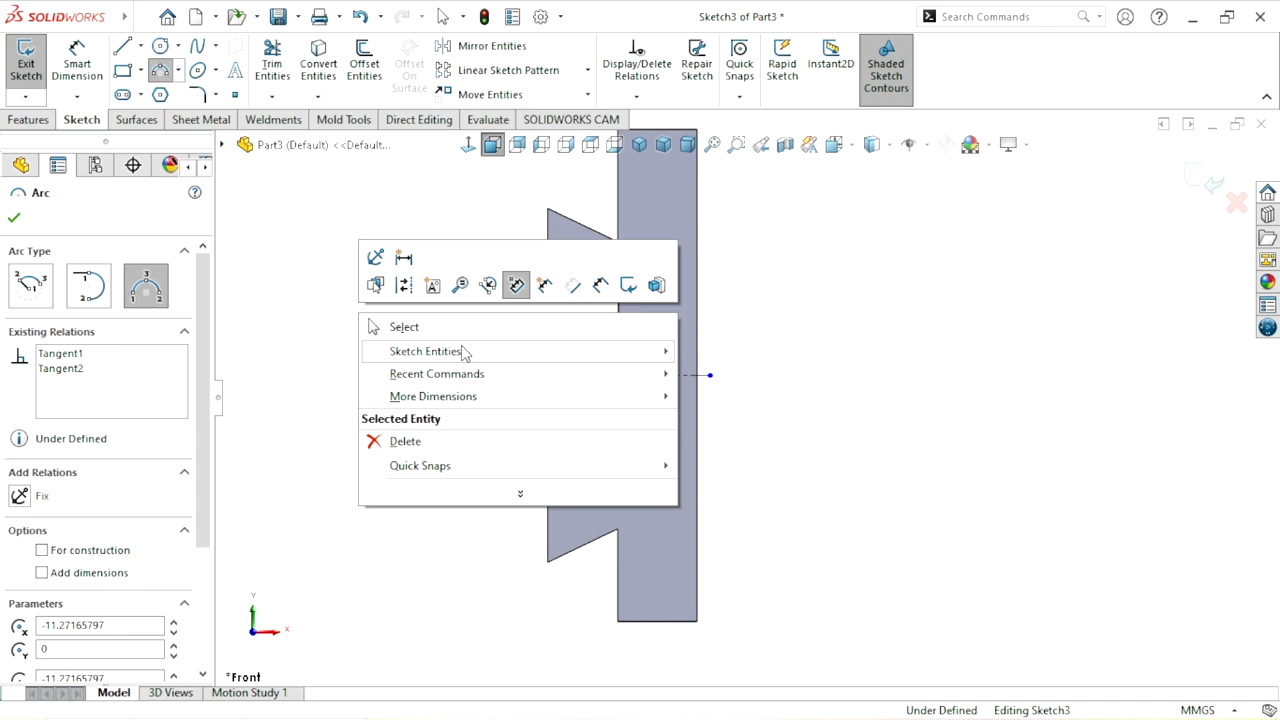 SOLIDWORKS
Sketch3 of Part3 *
Search Commands
Exit Sketch
Smart Dimension
Trim Entities
Convert Entities
Offset Entities
Offset On Surface
Mirror Entities
Linear Sketch Pattern
Move Entities
Display/Delete Relations
Repair Sketch
Quick Snaps
Rapid Sketch
Instant2D
Shaded Sketch Contours
Features
Sketch
Surfaces
Sheet Metal
Weldments
Mold Tools
Direct Editing
Evaluate
SOLIDWORKS CAM
Part3 (Default) <<Default...
Arc
Arc Type
Existing Relations
Tangent1
Tangent2
Under Defined
Add Relations
Fix
Options
For construction
Add dimensions
Parameters
-11.27165797
0
-11.27165797
Select
Sketch Entities
Recent Commands
More Dimensions
Selected Entity
Delete
Quick Snaps
Y
X
*Front
Model
3D Views
Motion Study 1
Under Defined
Editing Sketch3
MMGS